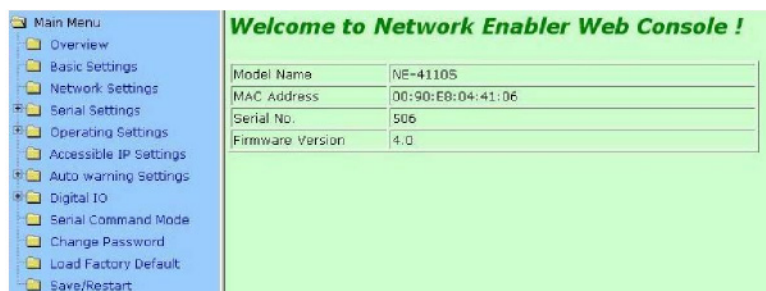 Main Menu
Overview
Basic Settings
Network Settings
Serial Settings
Operating Settings
Accessible IP Settings
Auto warning Settings
Digital IO
Serial Command Mode
Change Password
Load Factory Default
Save/Restart
Welcome to Network Enabler Web Console !
Model Name NE-4110S
MAC Address 00:90:E8:04:41:06
Serial No. 506
Firmware Version 4.0